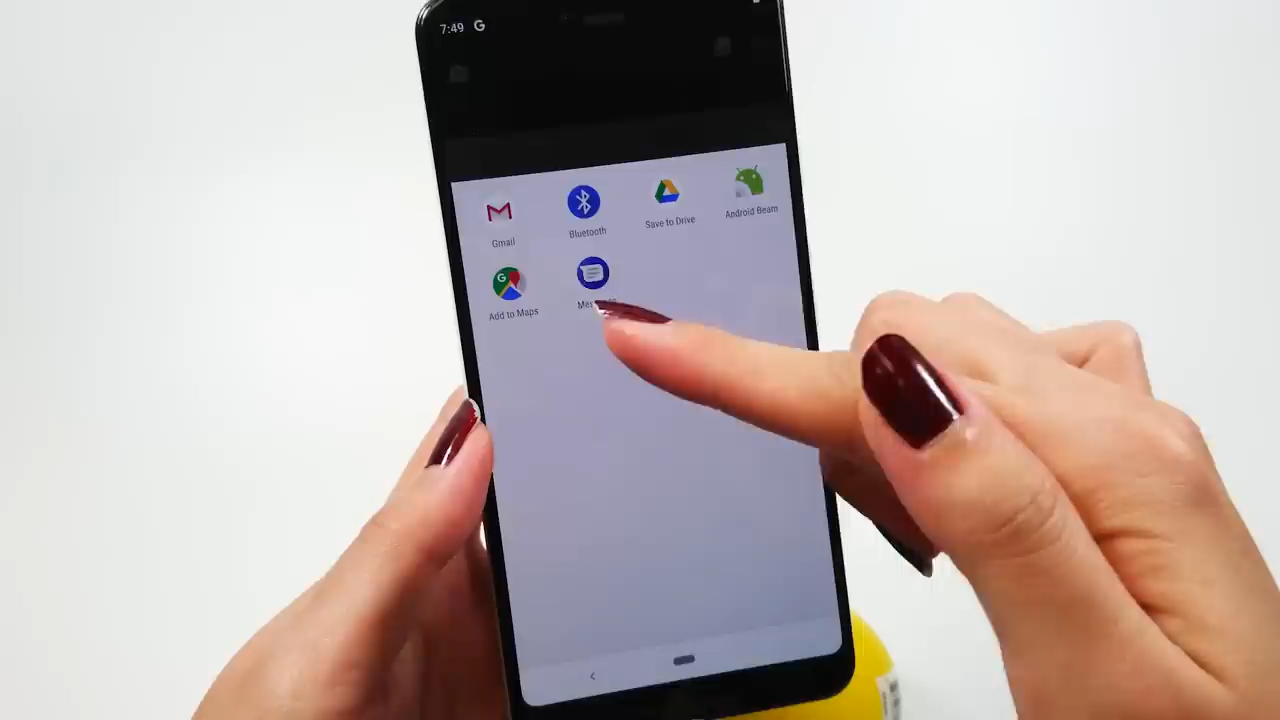 7:49 G
Gmail
Bluetooth
Save to Drive
Android Beam
Add to Maps